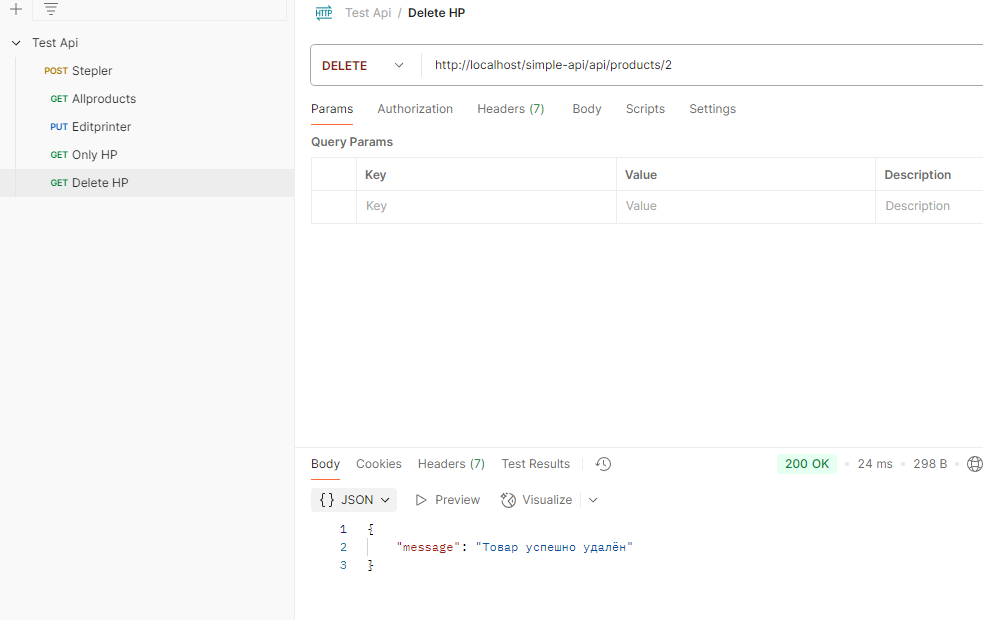 HTTP Test Api / Delete HP
Test Api
POST Stepler
GET Allproducts
PUT Editprinter
GET Only HP
GET Delete HP
DELETE http://localhost/simple-api/api/products/2
Params Authorization Headers (7) Body Scripts Settings
Query Params
Key Value Description
Key Value Description
Body Cookies Headers (7) Test Results 200 OK • 24 ms • 298 B •
{} JSON Preview Visualize
1 {
2 "message": "Товар успешно удалён"
3 }